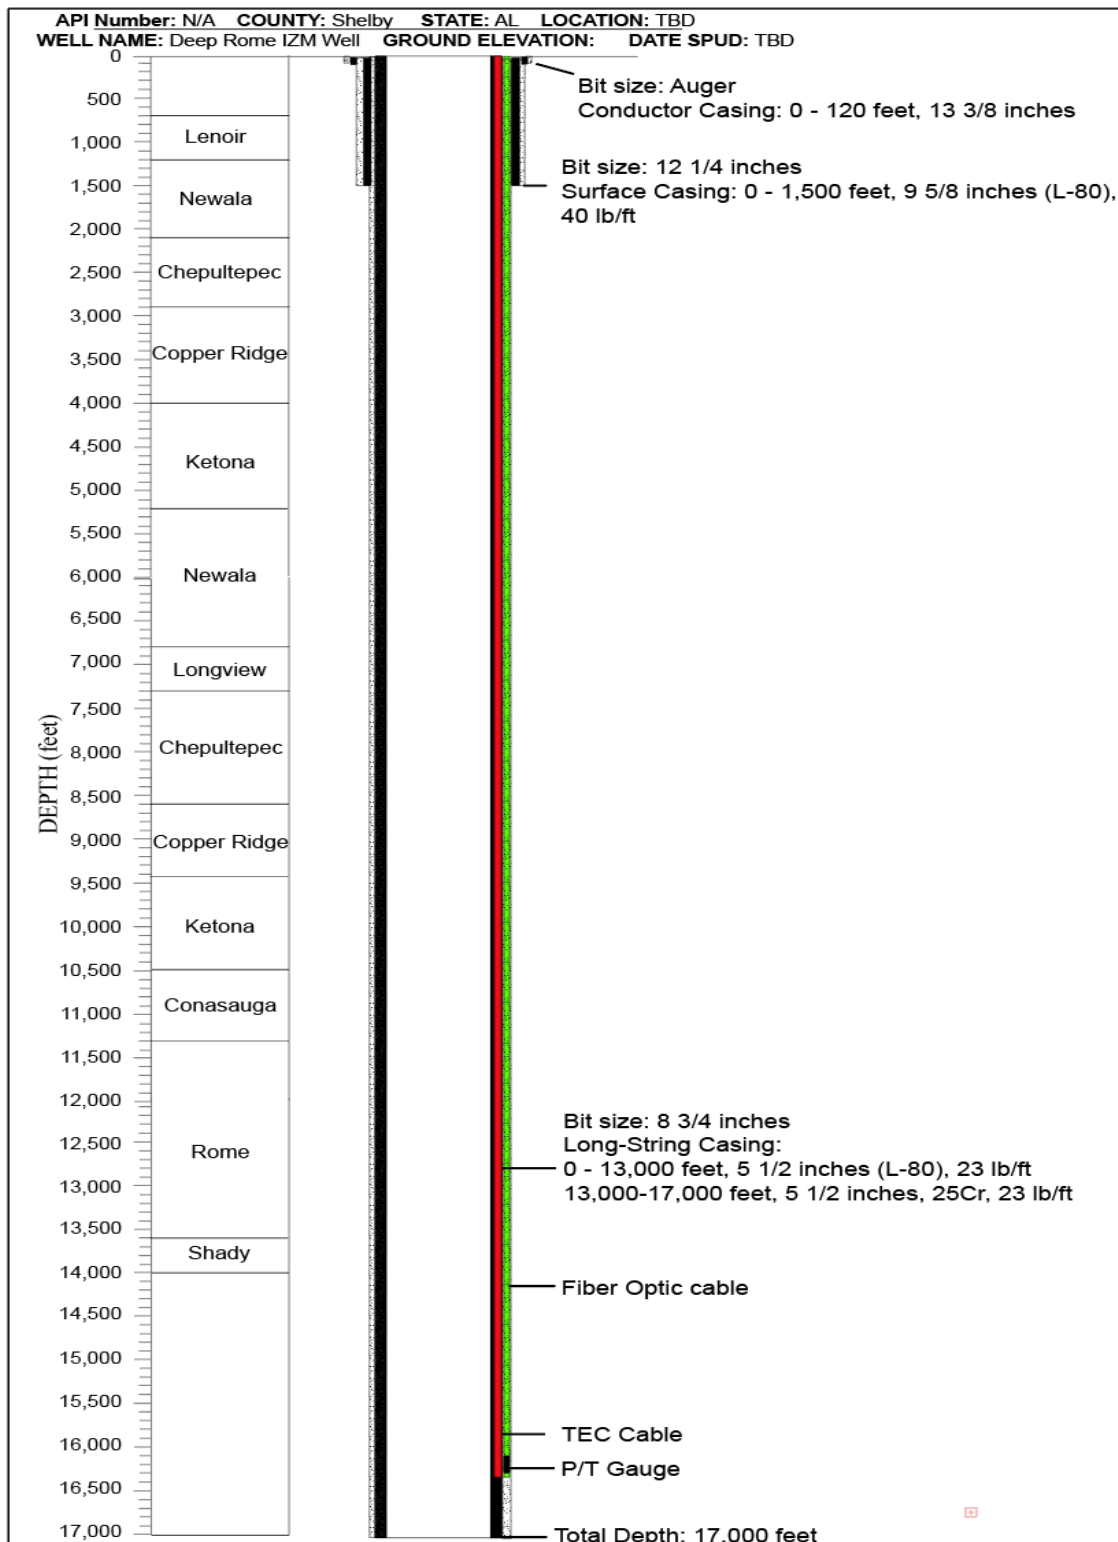 API Number: N/A COUNTY: Shelby STATE: AL LOCATION: TBD
WELL NAME: Deep Rome IZM Well GROUND ELEVATION: DATE SPUD: TBD
DEPTH (feet)
0
500
1,000
1,500
2,000
2,500
3,000
3,500
4,000
4,500
5,000
5,500
6,000
6,500
7,000
7,500
8,000
8,500
9,000
9,500
10,000
10,500
11,000
11,500
12,000
12,500
13,000
13,500
14,000
14,500
15,000
15,500
16,000
16,500
17,000
Lenoir
Newala
Chepultepec
Copper Ridge
Ketona
Newala
Longview
Chepultepec
Copper Ridge
Ketona
Conasauga
Rome
Shady
Bit size: Auger
Conductor Casing: 0 - 120 feet, 13 3/8 inches
Bit size: 12 1/4 inches
Surface Casing: 0 - 1,500 feet, 9 5/8 inches (L-80),
40 lb/ft
Bit size: 8 3/4 inches
Long-String Casing:
0 - 13,000 feet, 5 1/2 inches (L-80), 23 lb/ft
13,000-17,000 feet, 5 1/2 inches, 25Cr, 23 lb/ft
Fiber Optic cable
TEC Cable
P/T Gauge
Total Depth: 17,000 feet